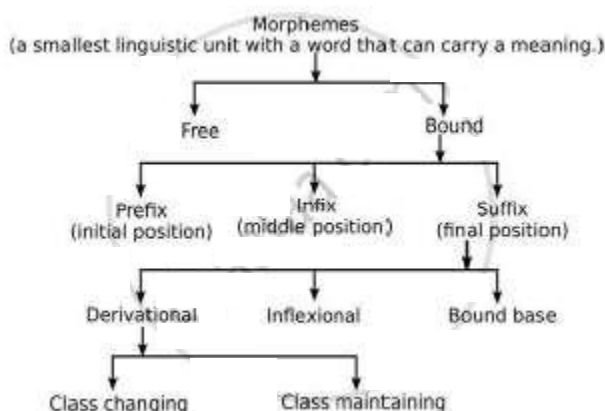 Morphemes
(a smallest linguistic unit with a word that can carry a meaning.)
Free
Bound
Prefix
(initial position)
Infix
(middle position)
Suffix
(final position)
Derivational
Inflexional
Bound base
Class changing
Class maintaining